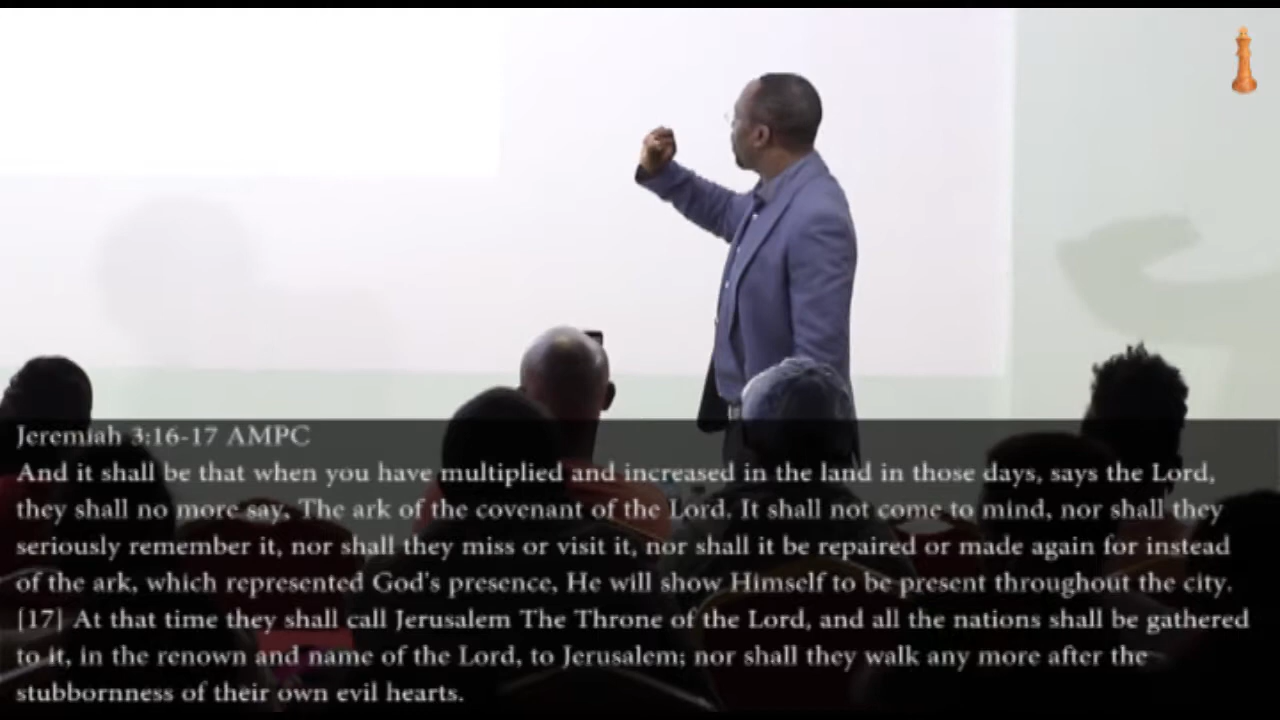 Jeremiah 3:16-17 AMPC
And it shall be that when you have multiplied and increased in the land in those days, says the Lord,
they shall no more say, The ark of the covenant of the Lord. It shall not come to mind, nor shall they
seriously remember it, nor shall they miss or visit it, nor shall it be repaired or made again for instead
of the ark, which represented God's presence, He will show Himself to be present throughout the city.
[17] At that time they shall call Jerusalem The Throne of the Lord, and all the nations shall be gathered
to it, in the renown and name of the Lord, to Jerusalem; nor shall they walk any more after the
stubbornness of their own evil hearts.